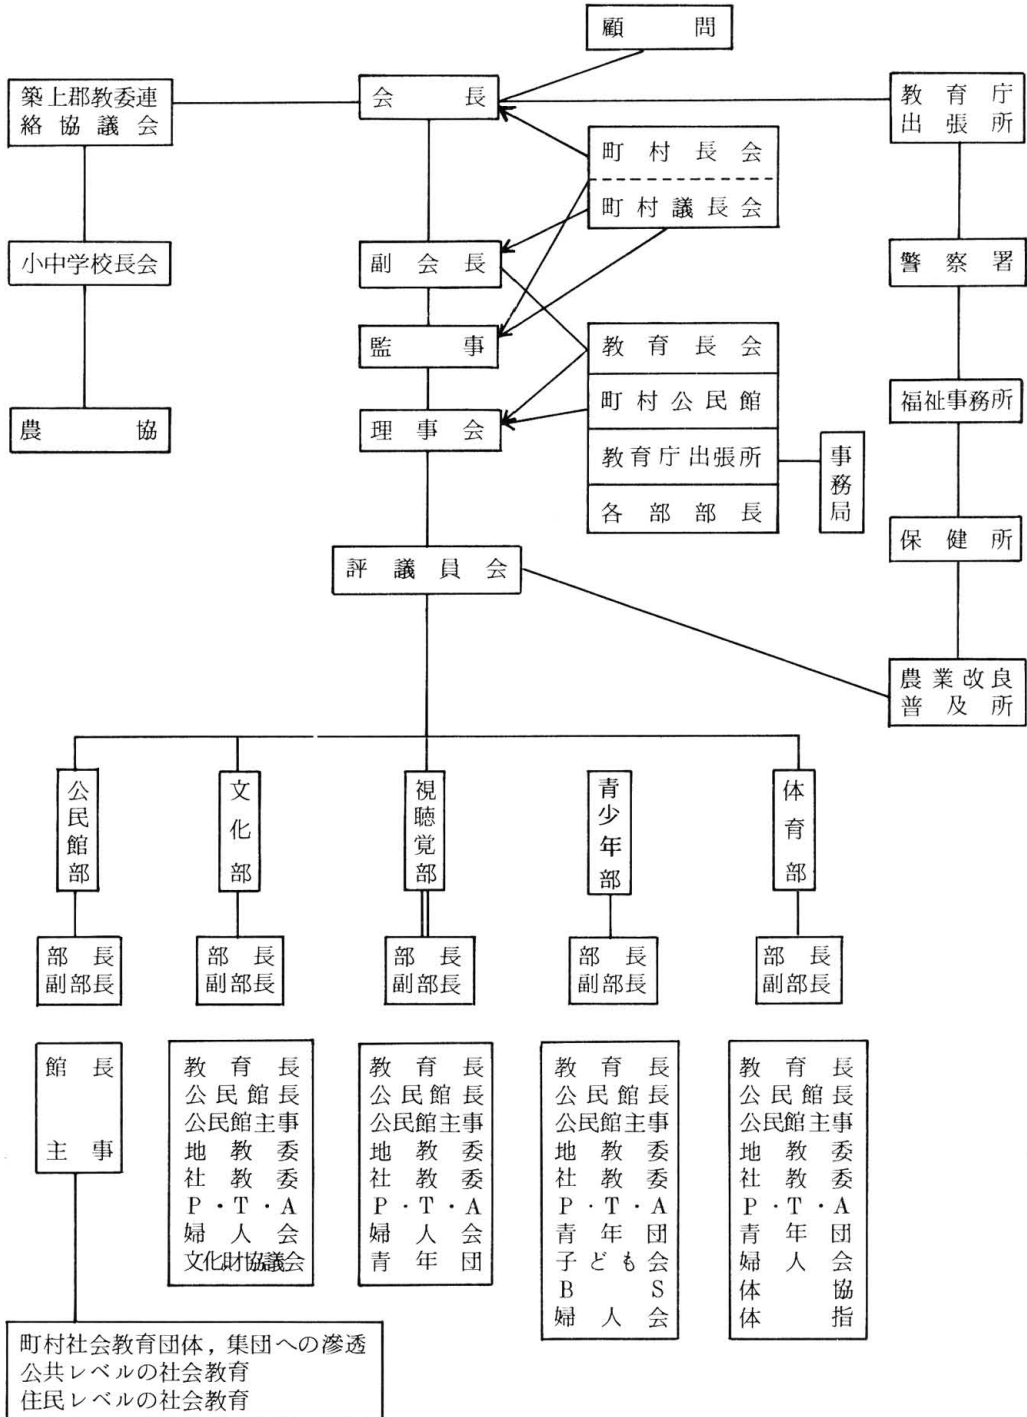 顧問
築上郡教委連
絡協議会
会長
教育庁
出張所
町村長会
町村議長会
小中学校長会
副会長
警察署
監事
教育長会
町村公民館
教育庁出張所
各部部長
事務局
農協
理事会
福祉事務所
保健所
評議員会
農業改良
普及所
公民館部
文化部
視聴覚部
青少年部
体育部
部長
副部長
部長
副部長
部長
副部長
部長
副部長
部長
副部長
館長
主事
教育長
公民館長
公民館主事
地教委
社教委
P・T・A
婦人会
文化財協議会
教育長
公民館長
公民館主事
地教委
社教委
P・T・A
婦人会
青年団
教育長
公民館長
公民館主事
地教委
社教委
P・T・A
青年団
子ども会
BS
婦人会
教育長
公民館長
公民館主事
地教委
社教委
P・T・A
青年団
婦人会
体協
体指
町村社会教育団体，集団への滲透
公共レベルの社会教育
住民レベルの社会教育